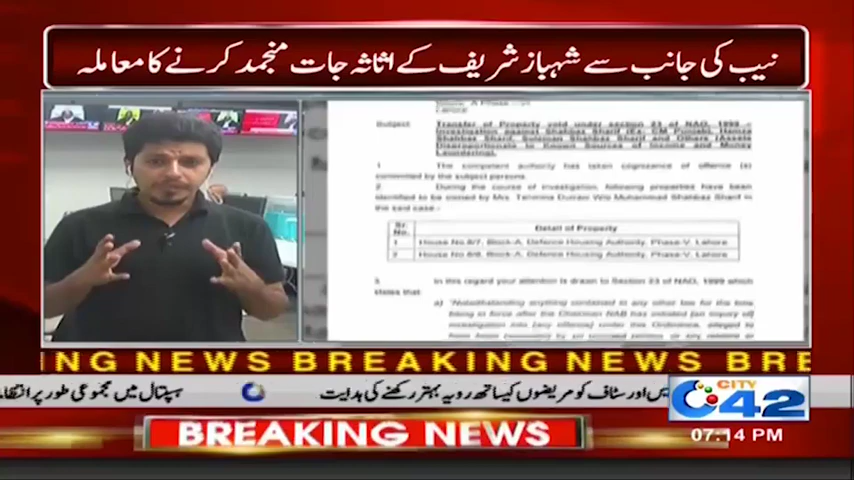 نیب کی جانب سے شہباز شریف کے اثاثہ جات منجمد کرنے کا معاملہ
Lahore
Subject Transfer of Property void under section 23 of NAO, 1999 –
Investigation against Shahbaz Sharif (Ex- CM Punjab), Hamza
Shahbaz Sharif, Suleman Shahbaz Sharif and Others (Assets
Disproportionate to Known Sources of Income and Money
Laundering)
1 The competent authority has taken cognizance of offence (s)
committed by the subject persons.
2. During the course of investigation, following properties have been
identified to be owned by Mrs. Tehmina Durrani W/o Muhammad Shahbaz Sharif in
the said case:-
Sr. No. Detail of Property
1 House No. Block-A, Defence Housing Authority, Phase-V, Lahore
2 House No. Block-A, Defence Housing Authority, Phase-V, Lahore
3. In this regard your attention is drawn to Section 23 of NAO, 1999 which
states that
a) "Notwithstanding anything contained in any other law for the time
being in force after the Chairman NAB has initiated [an inquiry or]
investigation into [any offence] under this Ordinance, alleged to
ING NEWS BREAKING NEWS BREAKING NEWS BRE
یس اور سٹاف کو مریضوں کیساتھ رویہ بہتر رکھنے کی ہدایت
ہسپتال میں مجموعی طور پر انتظا
CITY
42
BREAKING NEWS
07:14 PM